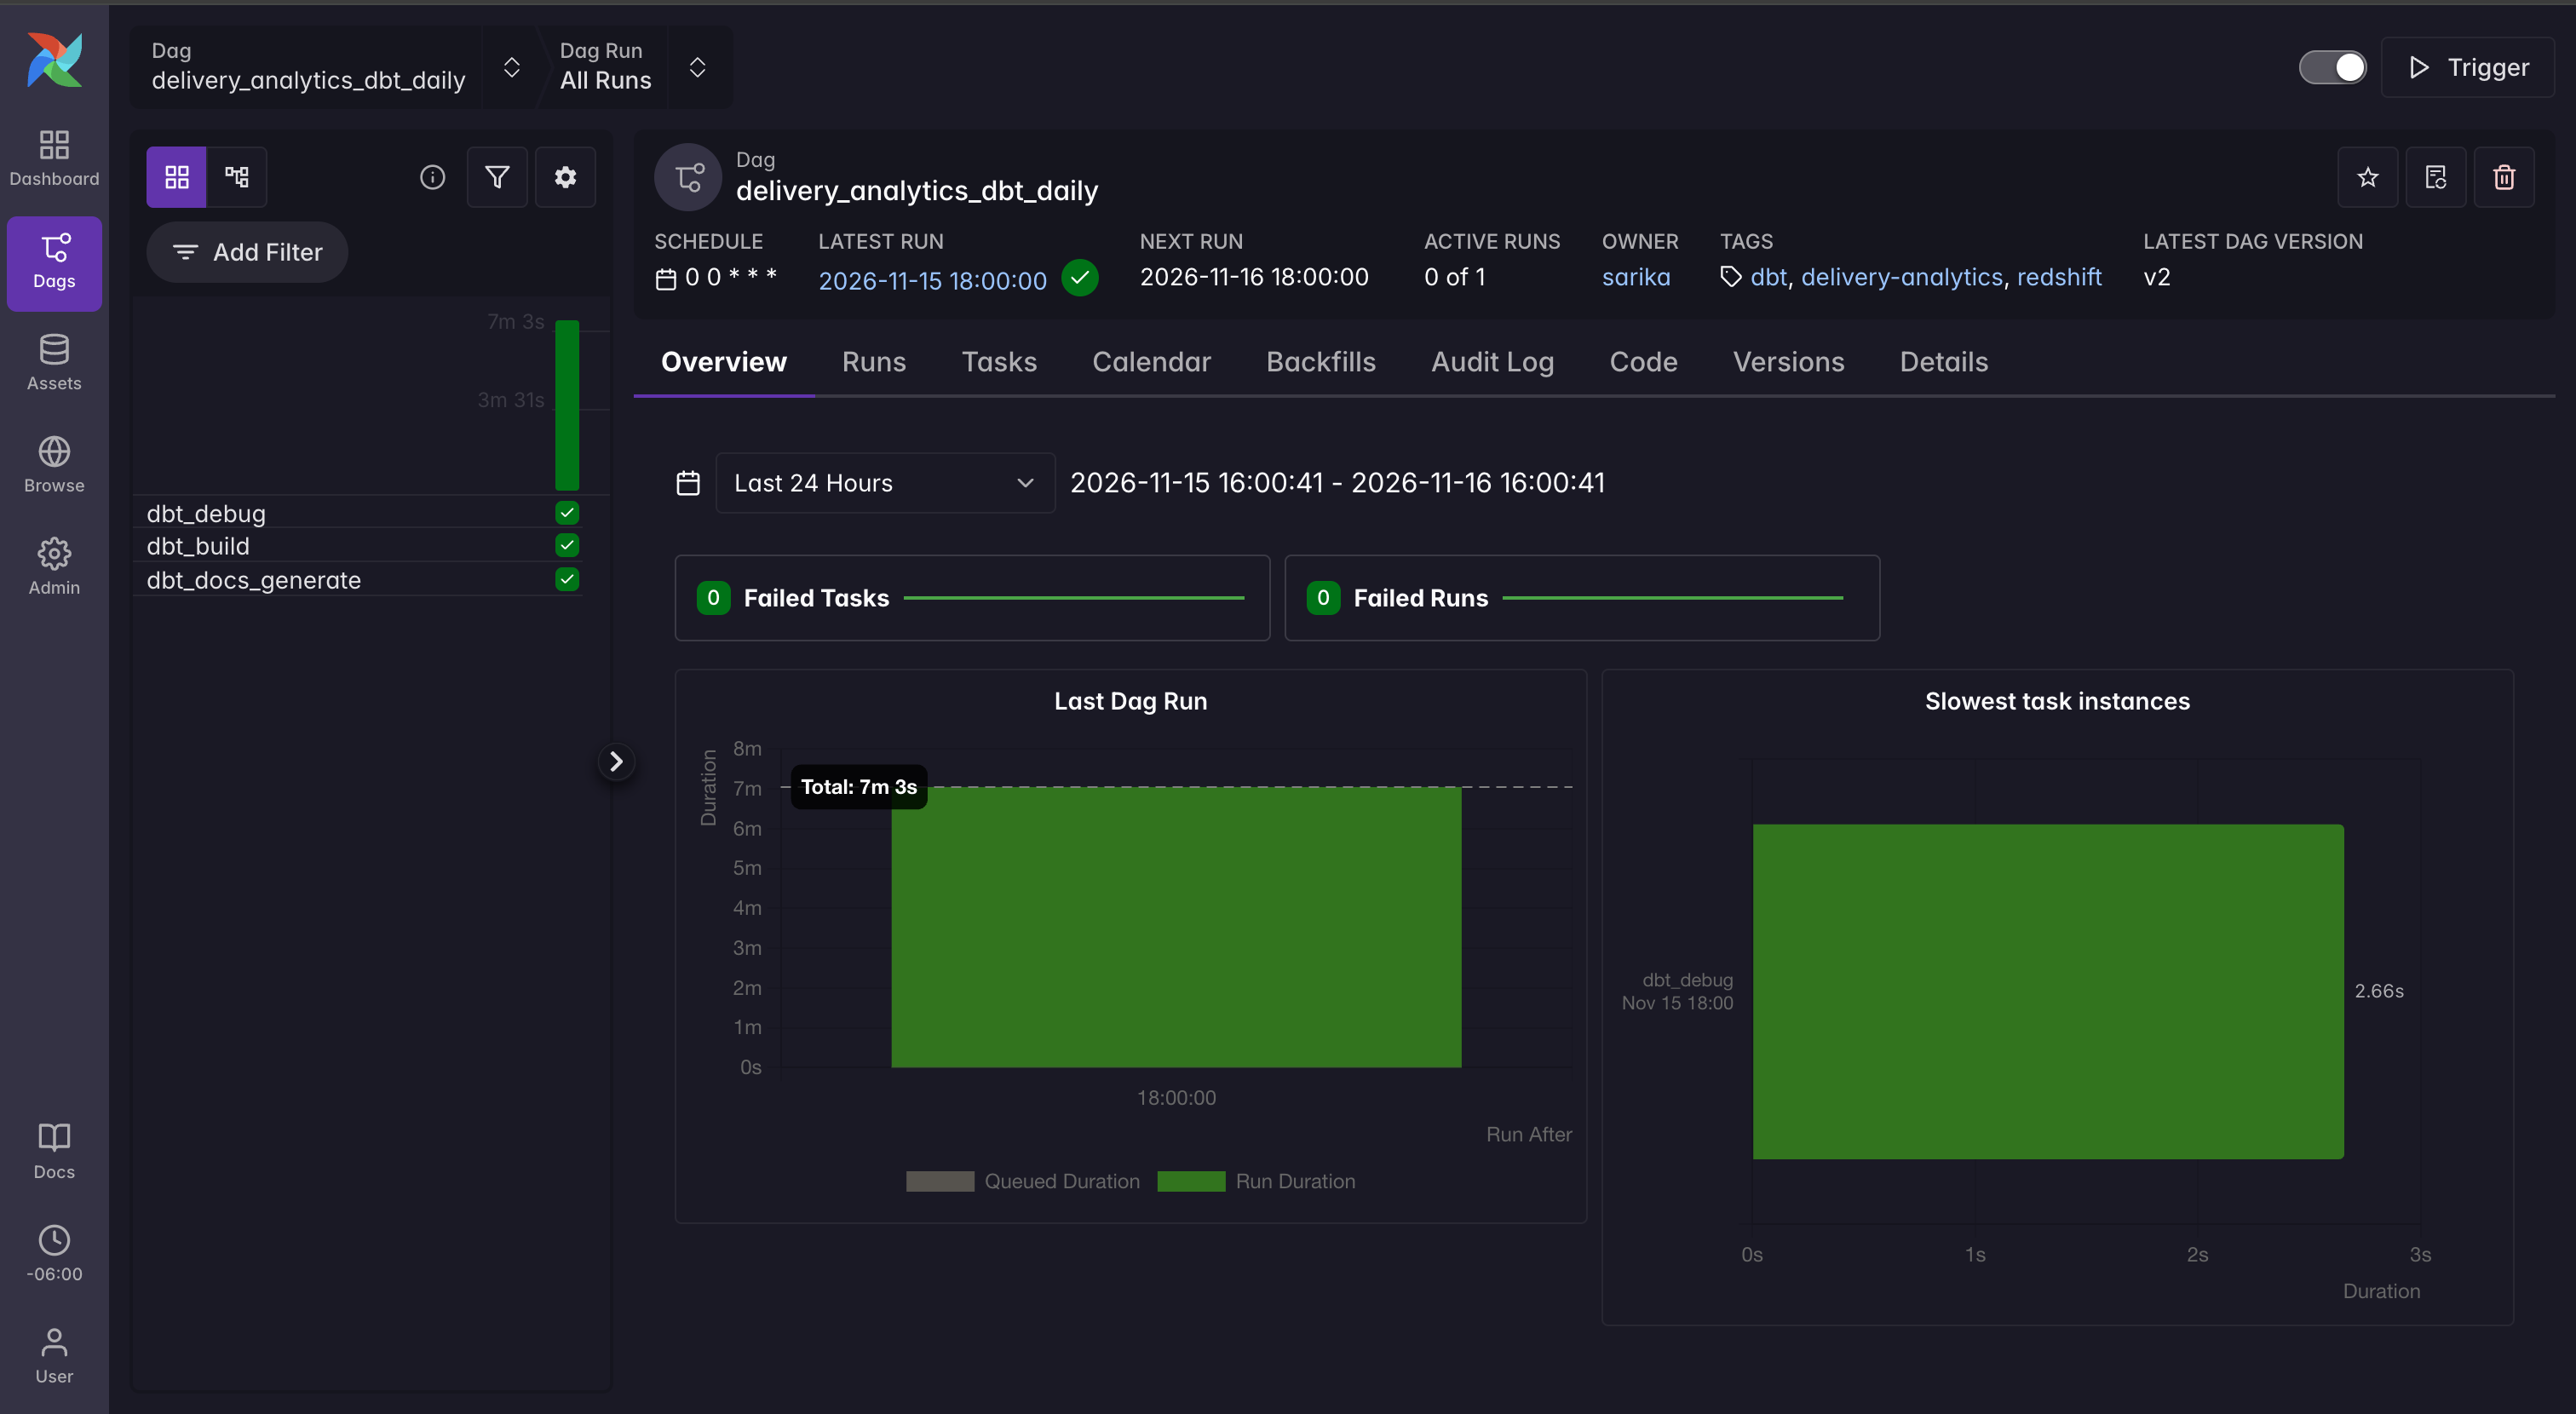 Dag
delivery_analytics_dbt_daily
Dag Run
All Runs
Trigger
Dashboard
Dags
Assets
Browse
Admin
Docs
-06:00
User
Add Filter
7m 3s
3m 31s
dbt_debug
dbt_build
dbt_docs_generate
Dag
delivery_analytics_dbt_daily
SCHEDULE
0 0 * * *
LATEST RUN
2026-11-15 18:00:00
NEXT RUN
2026-11-16 18:00:00
ACTIVE RUNS
0 of 1
OWNER
sarika
TAGS
dbt, delivery-analytics, redshift
LATEST DAG VERSION
v2
Overview
Runs
Tasks
Calendar
Backfills
Audit Log
Code
Versions
Details
Last 24 Hours
2026-11-15 16:00:41 - 2026-11-16 16:00:41
0 Failed Tasks
0 Failed Runs
Last Dag Run
Duration
8m
7m
6m
5m
4m
3m
2m
1m
0s
Total: 7m 3s
18:00:00
Run After
Queued Duration
Run Duration
Slowest task instances
dbt_debug
Nov 15 18:00
2.66s
0s
1s
2s
3s
Duration